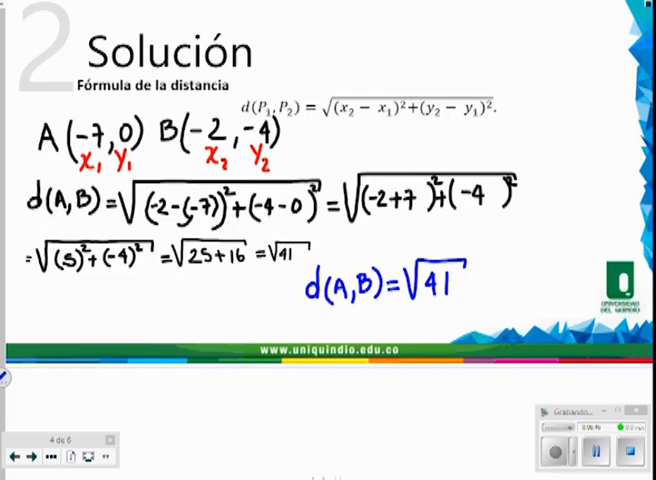 2 Solución
Fórmula de la distancia
d(P₁, P₂) = √(x₂ − x₁)²+(y₂ − y₁)².
A(-7,0) B(-2,-4)
x₁ y₁ x₂ y₂
d(A,B)=√(-2-(-7))²+(-4-0)² = √(-2+7)²+(-4)²
=√(5)²+(-4)² =√25+16 =√41
d(A,B)=√41
UNIVERSIDAD
DEL QUINDÍO
www.uniquindio.edu.co
Grabando...
4 de 6